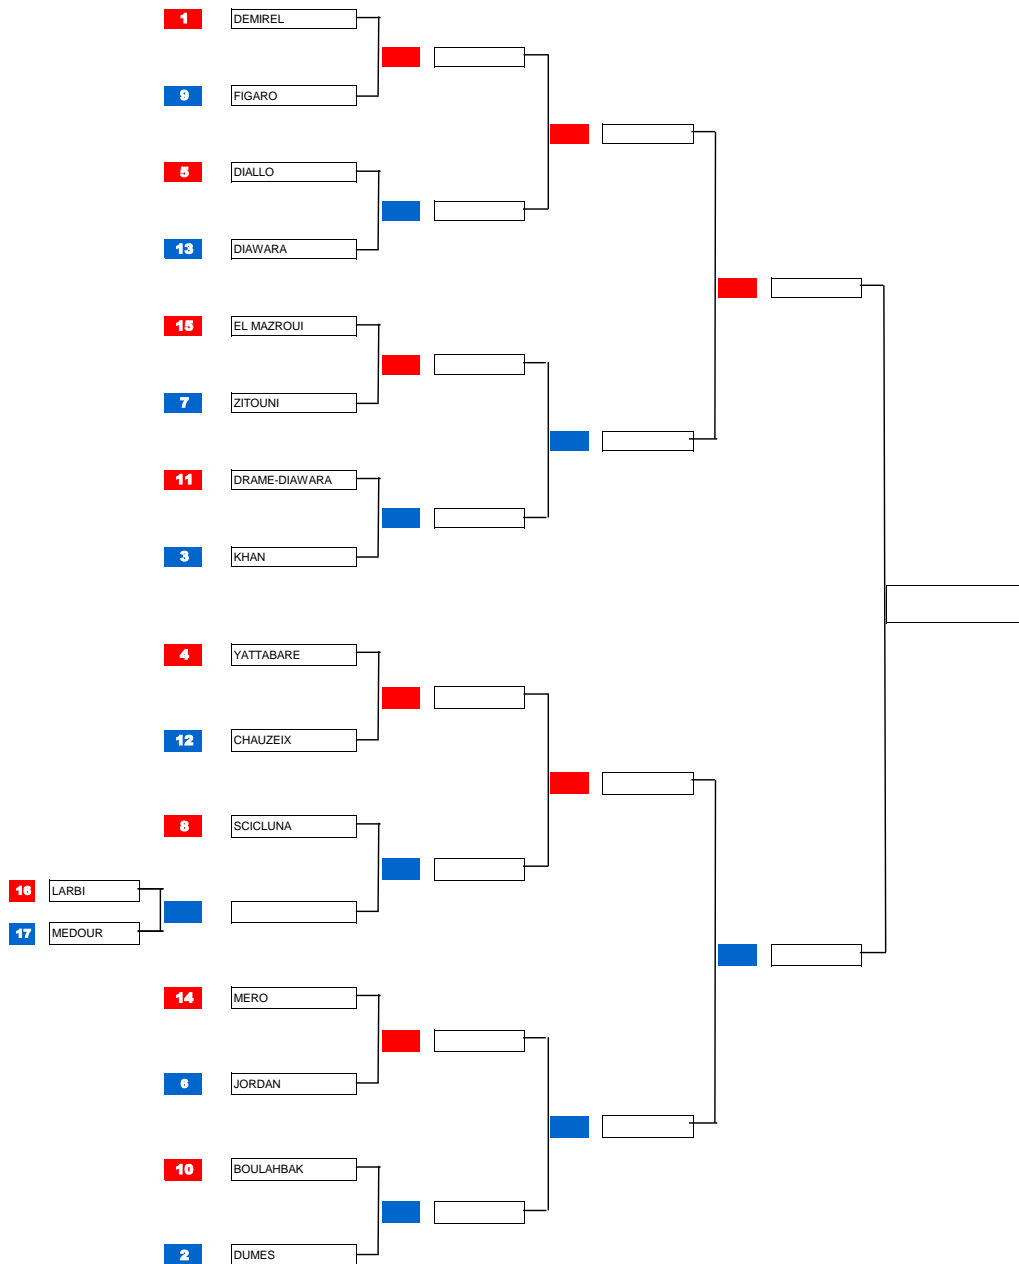 1 DEMIREL
9 FIGARO
5 DIALLO
13 DIAWARA
15 EL MAZROUI
7 ZITOUNI
11 DRAME-DIAWARA
3 KHAN
4 YATTABARE
12 CHAUZEIX
8 SCICLUNA
16 LARBI
17 MEDOUR
14 MERO
6 JORDAN
10 BOULAHBAK
2 DUMES